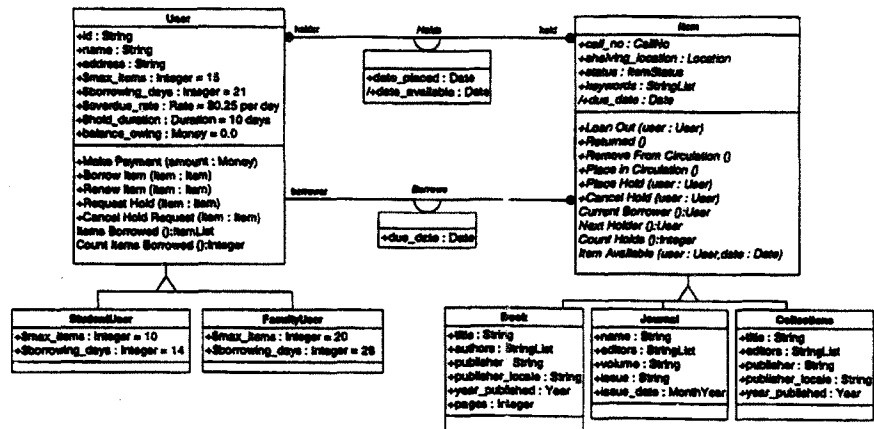 User
+id : String
+name : String
+address : String
+$max_items : Integer = 15
+$borrowing_days : Integer = 21
+$overdue_rate : Rate = $0.25 per day
+$hold_duration : Duration = 10 days
+balance_owing : Money = 0.0
+Make Payment (amount : Money)
+Borrow Item (item : Item)
+Renew Item (item : Item)
+Request Hold (item : Item)
+Cancel Hold Request (item : Item)
Items Borrowed ():ItemList
Count Items Borrowed ():Integer
holder
Holds
held
+date_placed : Date
/+date_available : Date
borrower
Borrows
+due_date : Date
Item
+call_no : CallNo
+shelving_location : Location
+status : ItemStatus
+keywords : StringList
/+due_date : Date
+Loan Out (user : User)
+Returned ()
+Remove From Circulation ()
+Place in Circulation ()
+Place Hold (user : User)
+Cancel Hold (user : User)
Current Borrower ():User
Next Holder ():User
Count Holds ():Integer
Item Available (user : User,date : Date)
StudentUser
+$max_items : Integer = 10
+$borrowing_days : Integer = 14
FacultyUser
+$max_items : Integer = 20
+$borrowing_days : Integer = 28
Book
+title : String
+authors : StringList
+publisher : String
+publisher_locale : String
+year_published : Year
+pages : Integer
Journal
+name : String
+editors : StringList
+volume : String
+issue : String
+issue_date : MonthYear
Collections
+title : String
+editors : StringList
+publisher : String
+publisher_locale : String
+year_published : Year